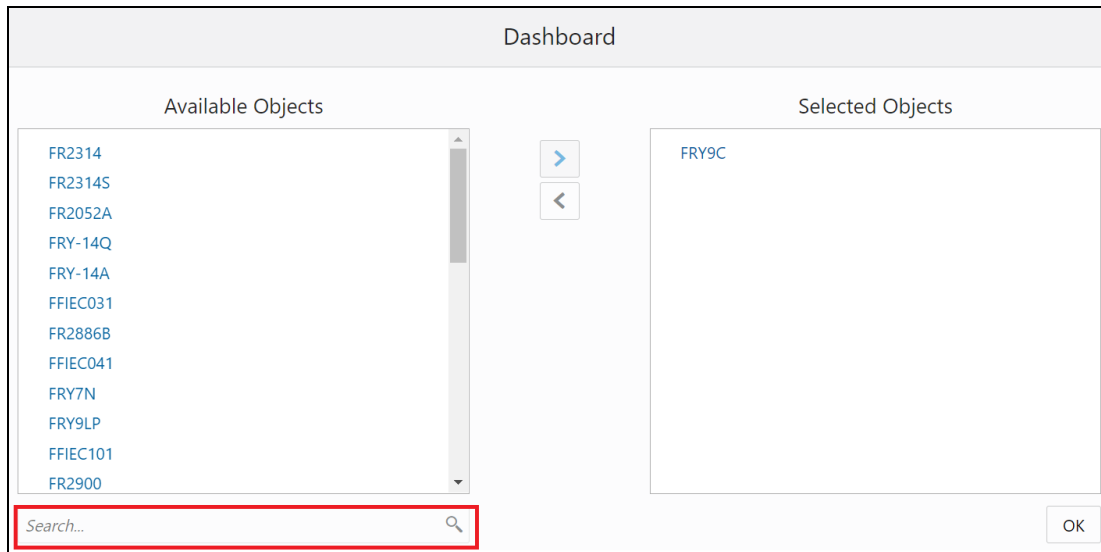 Dashboard
Available Objects
FR2314
FR2314S
FR2052A
FRY-14Q
FRY-14A
FFIEC031
FR2886B
FFIEC041
FRY7N
FRY9LP
FFIEC101
FR2900
Search...
Selected Objects
FRY9C
OK